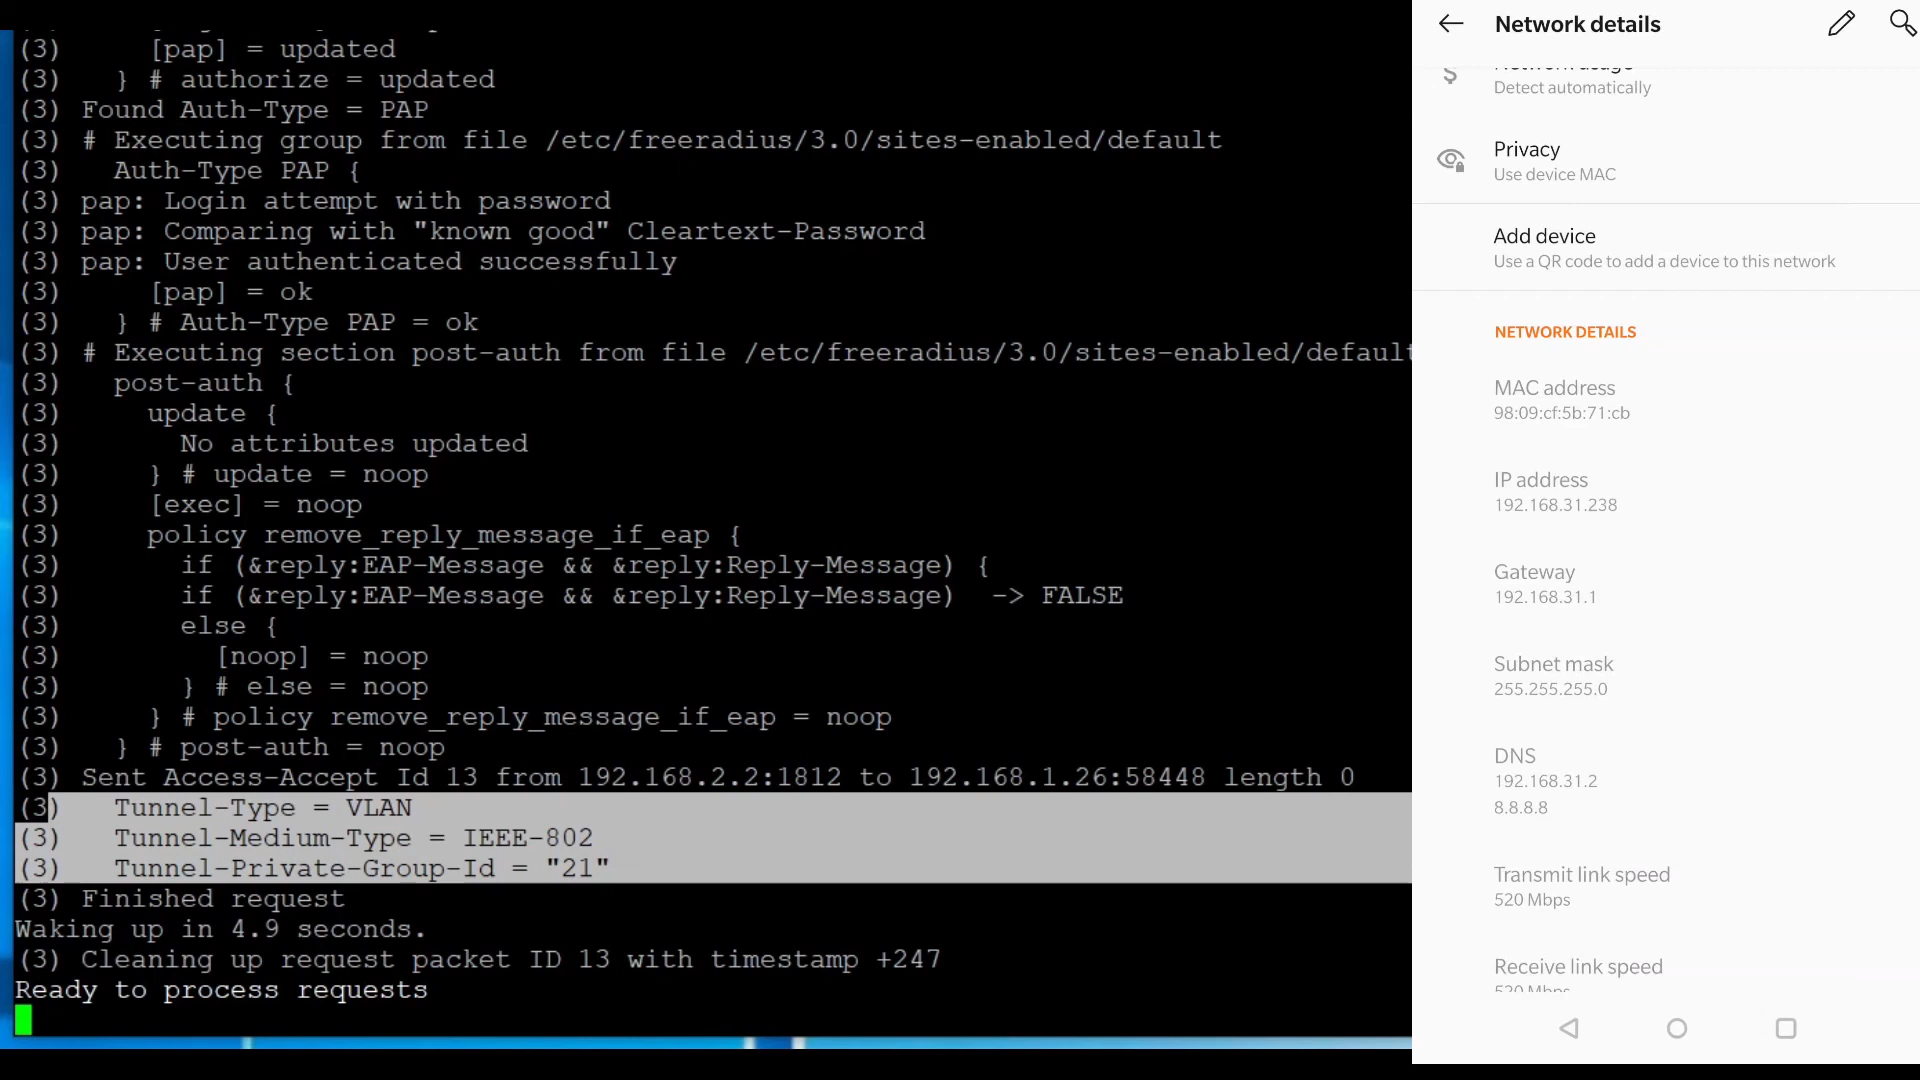 (3)      [pap] = updated
(3)    } # authorize = updated
(3)  Found Auth-Type = PAP
(3)  # Executing group from file /etc/freeradius/3.0/sites-enabled/default
(3)    Auth-Type PAP {
(3)  pap: Login attempt with password
(3)  pap: Comparing with "known good" Cleartext-Password
(3)  pap: User authenticated successfully
(3)      [pap] = ok
(3)    } # Auth-Type PAP = ok
(3)  # Executing section post-auth from file /etc/freeradius/3.0/sites-enabled/default
(3)    post-auth {
(3)      update {
(3)        No attributes updated
(3)      } # update = noop
(3)      [exec] = noop
(3)      policy remove_reply_message_if_eap {
(3)        if (&reply:EAP-Message && &reply:Reply-Message) {
(3)        if (&reply:EAP-Message && &reply:Reply-Message)  -> FALSE
(3)        else {
(3)          [noop] = noop
(3)        } # else = noop
(3)      } # policy remove_reply_message_if_eap = noop
(3)    } # post-auth = noop
(3)  Sent Access-Accept Id 13 from 192.168.2.2:1812 to 192.168.1.26:58448 length 0
(3)    Tunnel-Type = VLAN
(3)    Tunnel-Medium-Type = IEEE-802
(3)    Tunnel-Private-Group-Id = "21"
(3)  Finished request
Waking up in 4.9 seconds.
(3)  Cleaning up request packet ID 13 with timestamp +247
Ready to process requests
Network details
Network usage
Detect automatically
Privacy
Use device MAC
Add device
Use a QR code to add a device to this network
NETWORK DETAILS
MAC address
98:09:cf:5b:71:cb
IP address
192.168.31.238
Gateway
192.168.31.1
Subnet mask
255.255.255.0
DNS
192.168.31.2
8.8.8.8
Transmit link speed
520 Mbps
Receive link speed
520 Mbps